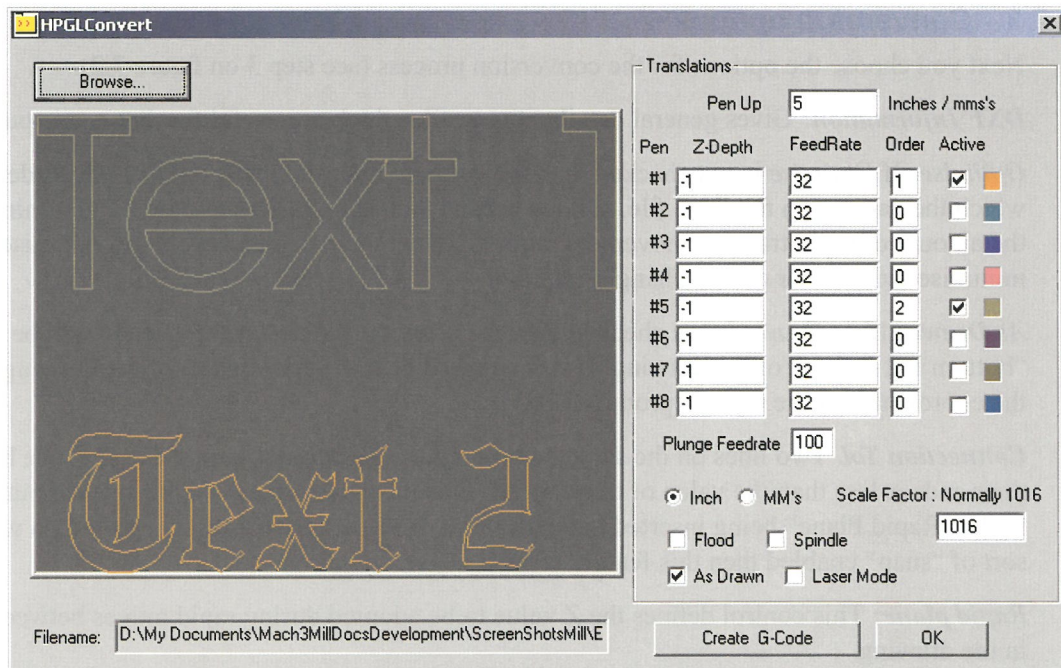 HPGLConvert
Browse...
Text 1
Text 2
Filename: D:\My Documents\Mach3MillDocsDevelopment\ScreenShotsMill\E
Translations
Pen Up 5 Inches / mms's
Pen Z-Depth FeedRate Order Active
#1 -1 32 1
#2 -1 32 0
#3 -1 32 0
#4 -1 32 0
#5 -1 32 2
#6 -1 32 0
#7 -1 32 0
#8 -1 32 0
Plunge Feedrate 100
Inch MM's Scale Factor : Normally 1016
1016
Flood Spindle
As Drawn Laser Mode
Create G-Code OK